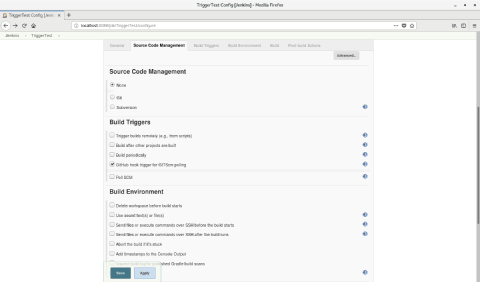 TriggerTest Config [Jenkins] - Mozilla Firefox
TriggerTest Config [Jenkins]
localhost
Jenkins
TriggerTest
General
Source Code Management
Build Triggers
Build Environment
Build
Post-build Actions
Advanced...
Source Code Management
None
Git
Subversion
Build Triggers
Trigger builds remotely (e.g., from scripts)
Build after other projects are built
Build periodically
GitHub hook trigger for GITScm polling
Poll SCM
Build Environment
Delete workspace before build starts
Use secret text(s) or file(s)
Send files or execute commands over SSH before the build starts
Send files or execute commands over SSH after the build runs
Abort the build if it's stuck
Add timestamps to the Console Output
published Gradle build scans
Save
Apply